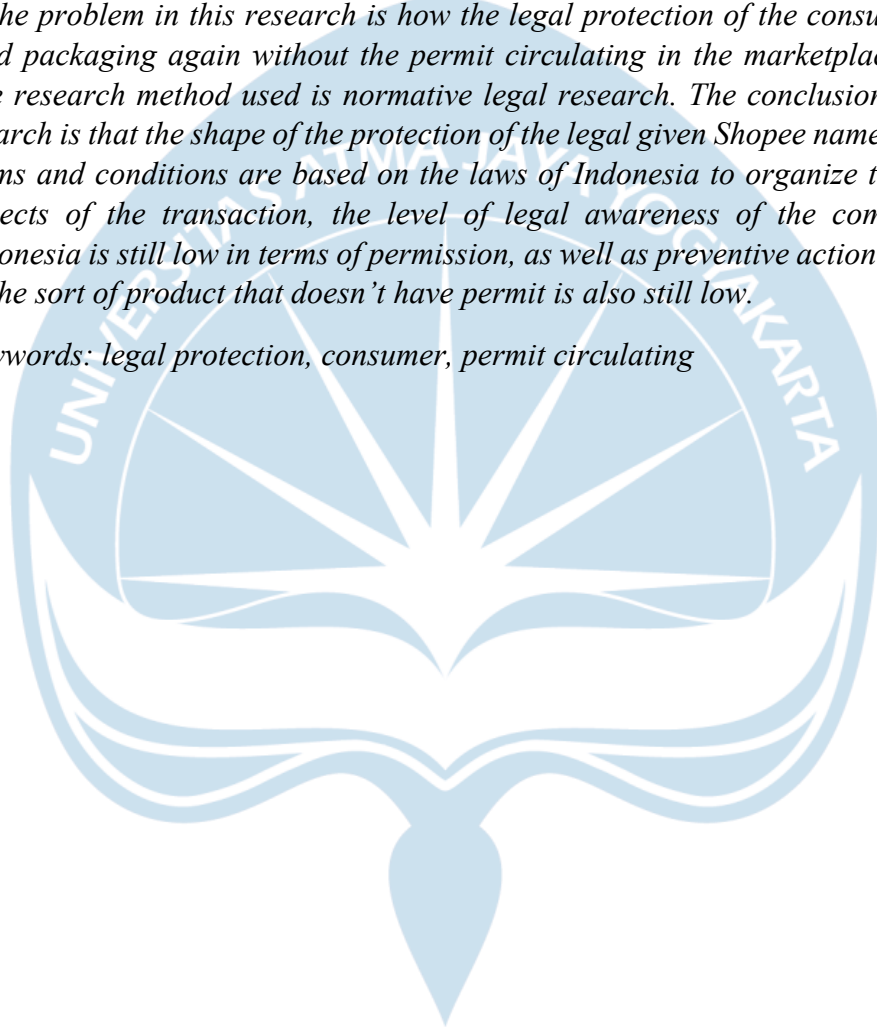 he problem in this research is how the legal protection of the consu
d packaging again without the permit circulating in the marketplac
e research method used is normative legal research. The conclusion
arch is that the shape of the protection of the legal given Shopee name
ms and conditions are based on the laws of Indonesia to organize t
ects of the transaction, the level of legal awareness of the com
onesia is still low in terms of permission, as well as preventive action
he sort of product that doesn't have permit is also still low.
ywords: legal protection, consumer, permit circulating
UNIVERSITAS ATMA JAYA YOGYAKARTA